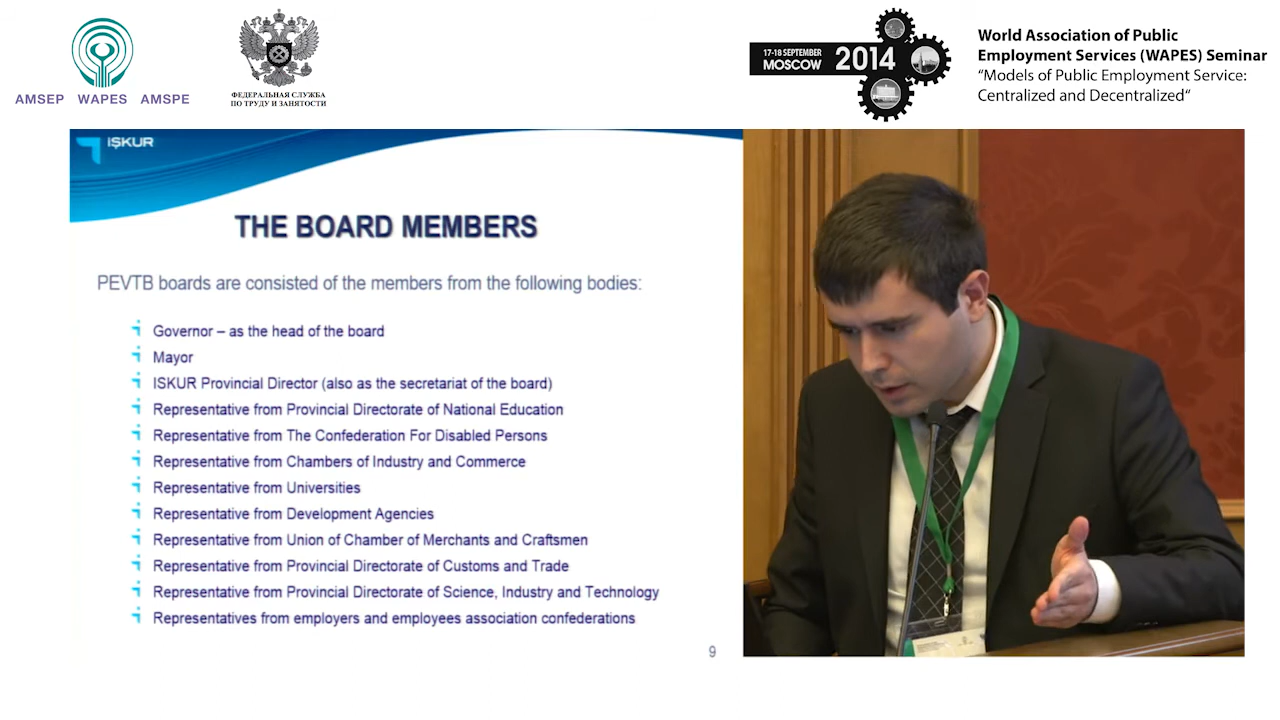 AMSEP WAPES AMSPE
ФЕДЕРАЛЬНАЯ СЛУЖБА
ПО ТРУДУ И ЗАНЯТОСТИ
17-18 SEPTEMBER
MOSCOW
2014
World Association of Public
Employment Services (WAPES) Seminar
“Models of Public Employment Service:
Centralized and Decentralized“
İŞKUR
THE BOARD MEMBERS
PEVTB boards are consisted of the members from the following bodies:
Governor – as the head of the board
Mayor
ISKUR Provincial Director (also as the secretariat of the board)
Representative from Provincial Directorate of National Education
Representative from The Confederation For Disabled Persons
Representative from Chambers of Industry and Commerce
Representative from Universities
Representative from Development Agencies
Representative from Union of Chamber of Merchants and Craftsmen
Representative from Provincial Directorate of Customs and Trade
Representative from Provincial Directorate of Science, Industry and Technology
Representatives from employers and employees association confederations
9